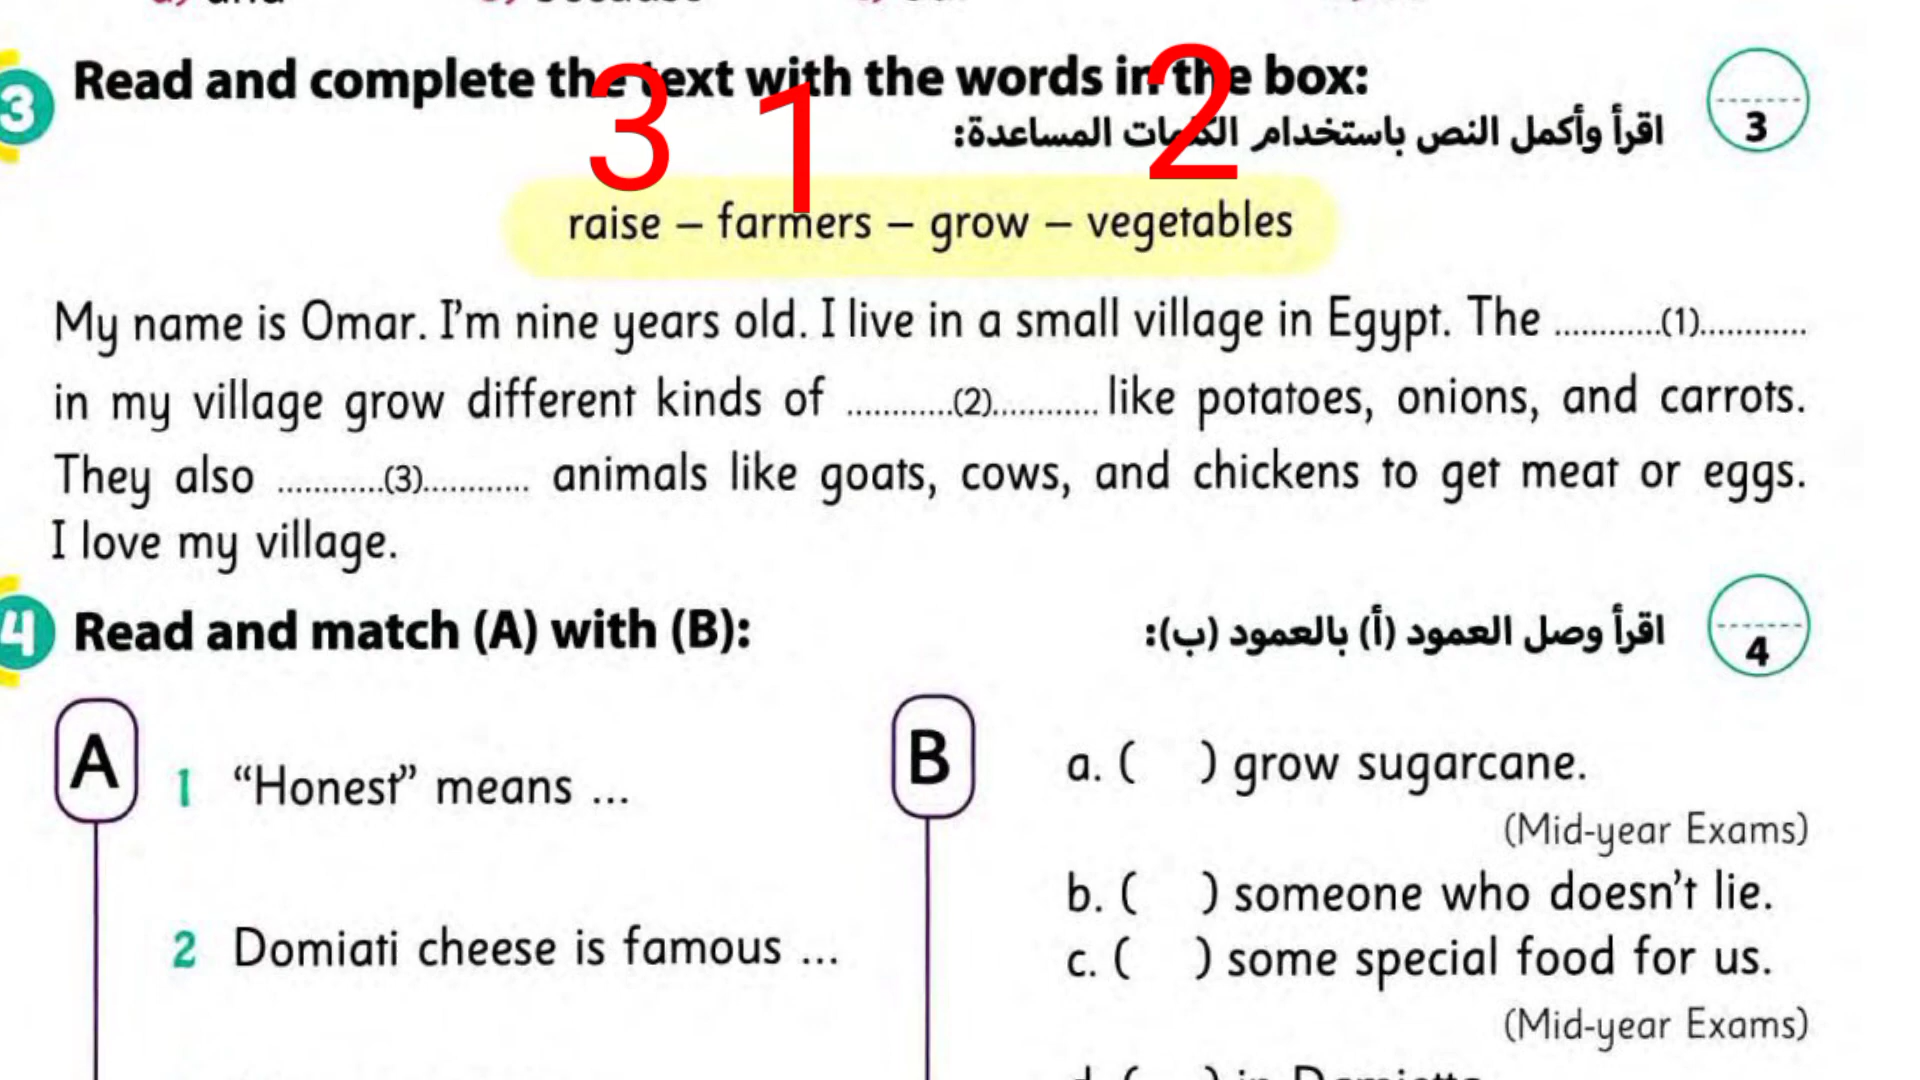 3 Read and complete the text with the words in the box:
3 1 2
اقرأ وأكمل النص باستخدام الكلمات المساعدة:
3
raise – farmers – grow – vegetables
My name is Omar. I'm nine years old. I live in a small village in Egypt. The ............(1)............
in my village grow different kinds of ............(2)............ like potatoes, onions, and carrots.
They also ............(3)............ animals like goats, cows, and chickens to get meat or eggs.
I love my village.
4 Read and match (A) with (B):
اقرأ وصل العمود (أ) بالعمود (ب):
4
A
1 “Honest” means ...
2 Domiati cheese is famous ...
B
a. ( ) grow sugarcane.
(Mid-year Exams)
b. ( ) someone who doesn't lie.
c. ( ) some special food for us.
(Mid-year Exams)
d. ( ) in Damietta.